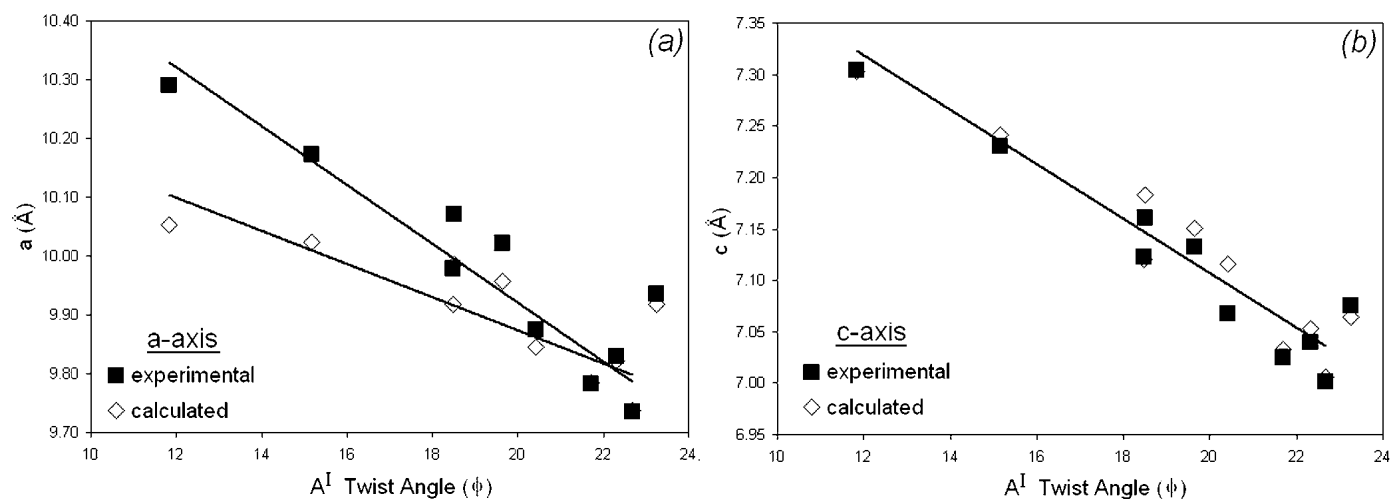 (a)
a (Å)
10.40
10.30
10.20
10.10
10.00
9.90
9.80
9.70
a-axis
experimental
calculated
10 12 14 16 18 20 22 24
Aᴵ Twist Angle (ϕ)
(b)
c (Å)
7.35
7.30
7.25
7.20
7.15
7.10
7.05
7.00
6.95
c-axis
experimental
calculated
10 12 14 16 18 20 22 24
Aᴵ Twist Angle (ϕ)